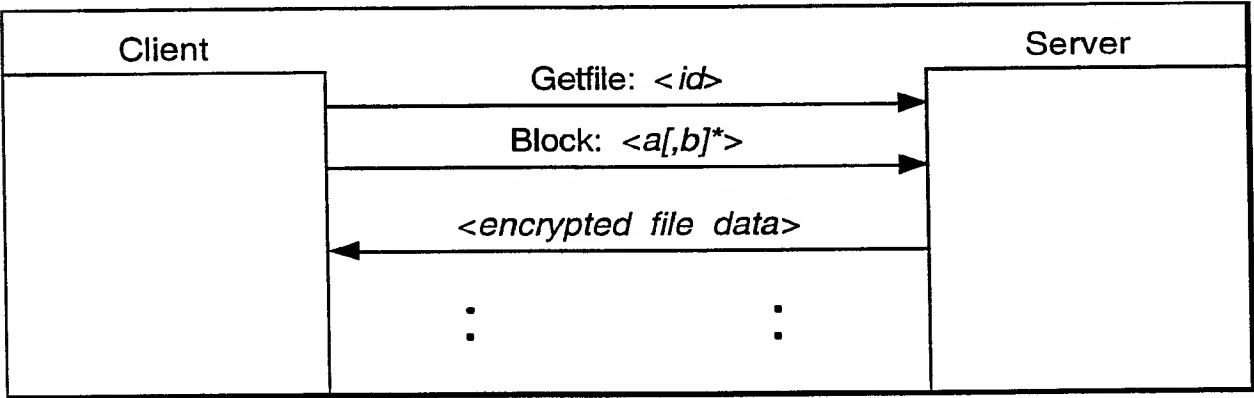 Client
Server
Getfile: <id>
Block: <a[,b]*>
<encrypted file data>
: :